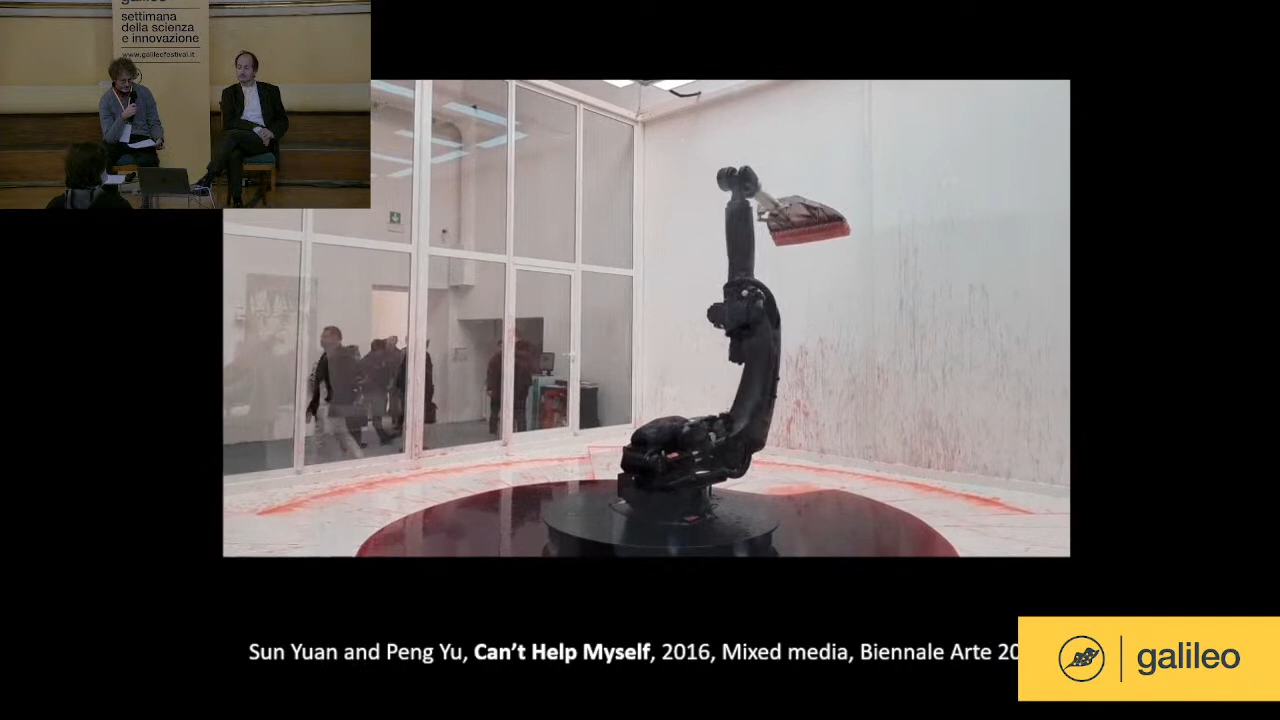 galileo
settimana
della scienza
e innovazione
www.galileofestival.it
Sun Yuan and Peng Yu, Can't Help Myself, 2016, Mixed media, Biennale Arte 20
galileo